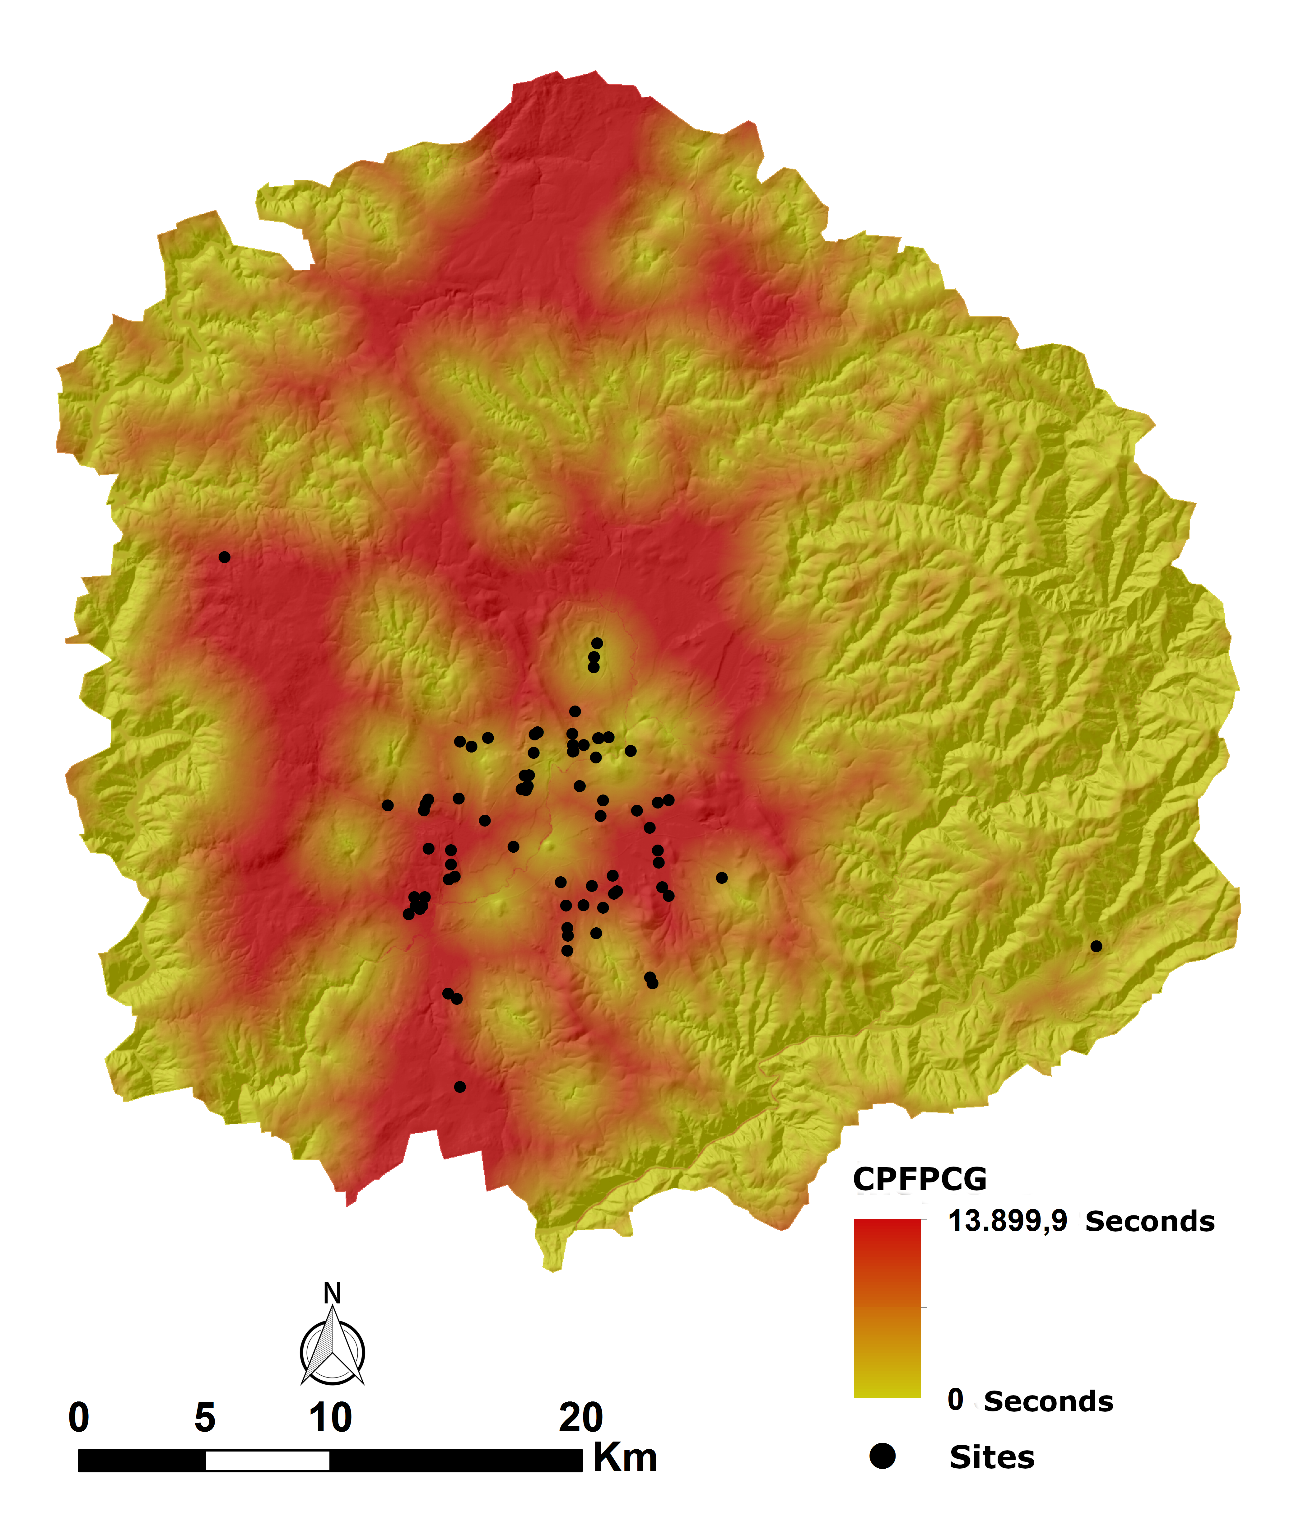 CPFPCG
13.899,9 Seconds
0 Seconds
Sites
N
0 5 10 20
Km